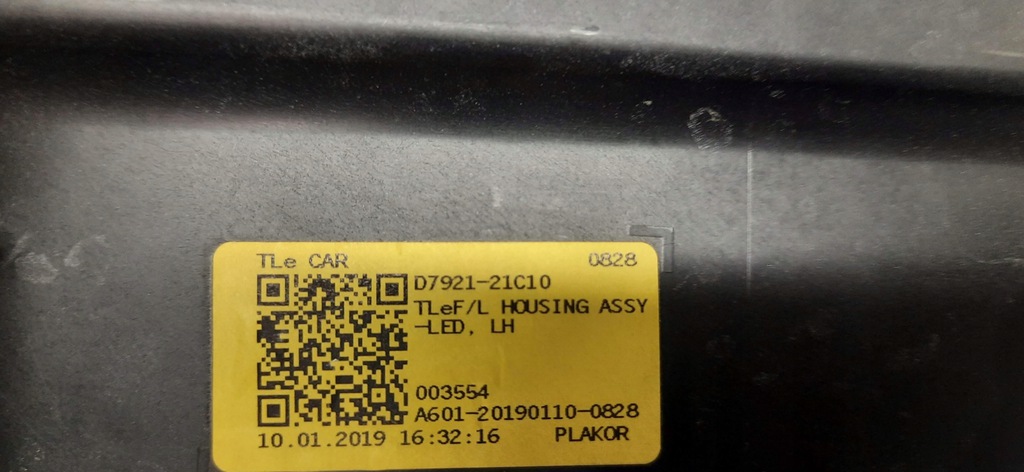 TLe CAR 0828
D7921-21C10
TLeF/L HOUSING ASSY
-LED, LH
003554
A601-20190110-0828
10.01.2019 16:32:16 PLAKOR